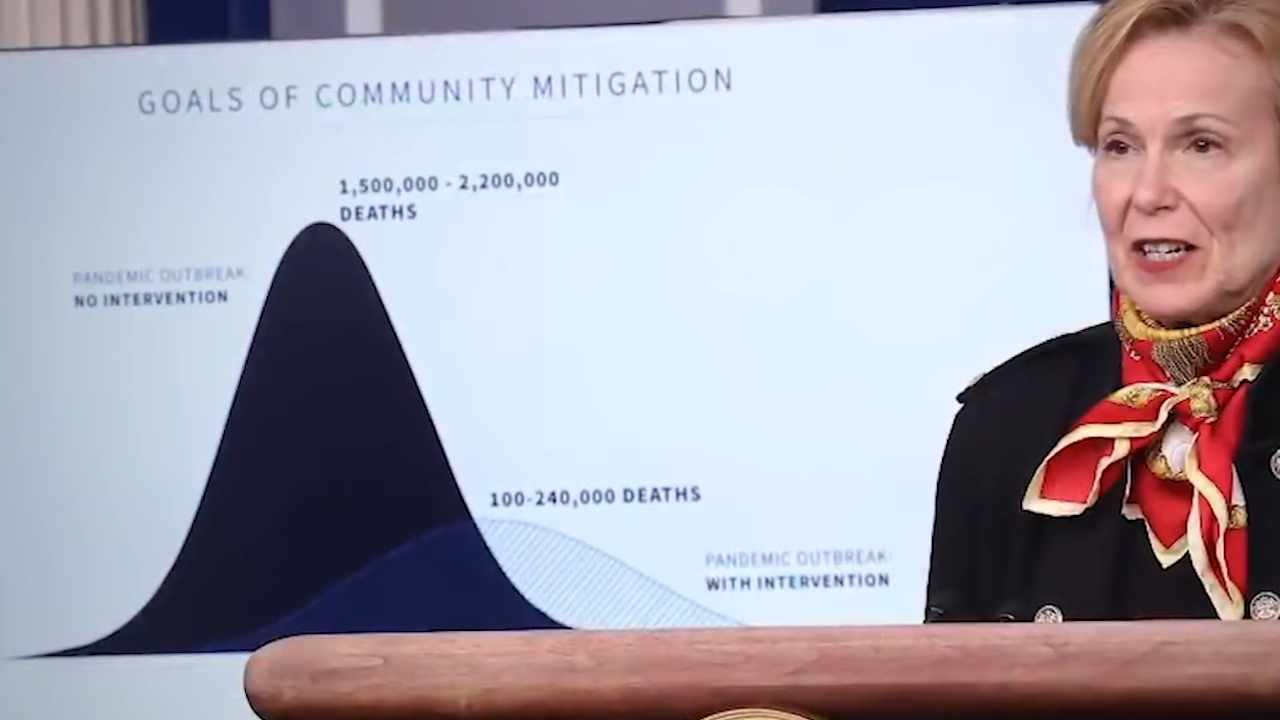 GOALS OF COMMUNITY MITIGATION
1,500,000 - 2,200,000
DEATHS
PANDEMIC OUTBREAK:
NO INTERVENTION
100-240,000 DEATHS
PANDEMIC OUTBREAK:
WITH INTERVENTION